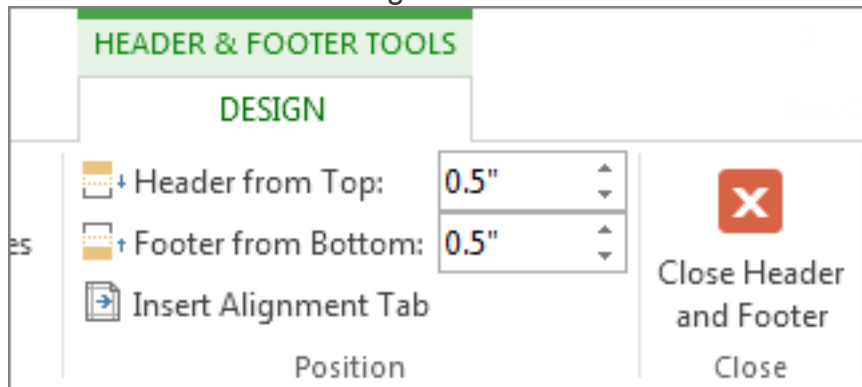 HEADER & FOOTER TOOLS
DESIGN
Header from Top: 0.5"
es Footer from Bottom: 0.5"
Insert Alignment Tab
Close Header
and Footer
Position
Close